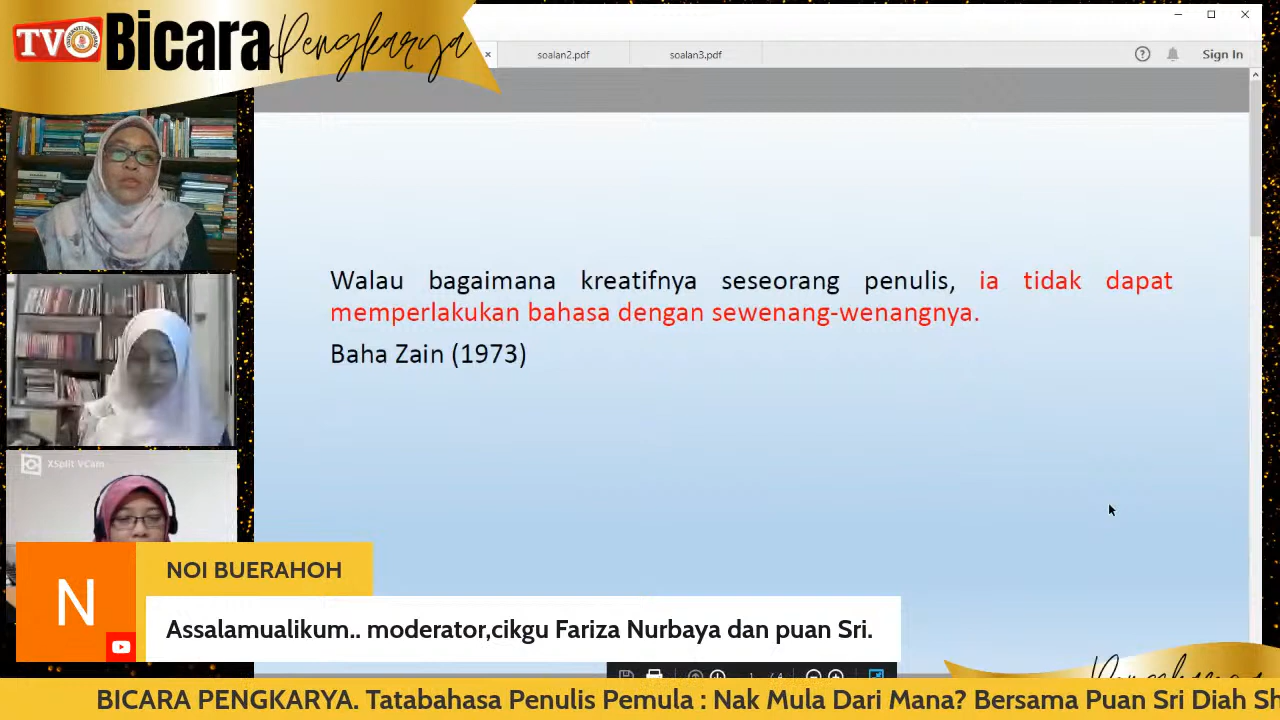 TV
Bicara
Pengkarya
soalan2.pdf
soalan3.pdf
Sign In
Walau bagaimana kreatifnya seseorang penulis, ia tidak dapat
memperlakukan bahasa dengan sewenang-wenangnya.
Baha Zain (1973)
XSplit VCam
N
NOI BUERAHOH
Assalamualikum.. moderator,cikgu Fariza Nurbaya dan puan Sri.
BICARA PENGKARYA. Tatabahasa Penulis Pemula : Nak Mula Dari Mana? Bersama Puan Sri Diah Sh